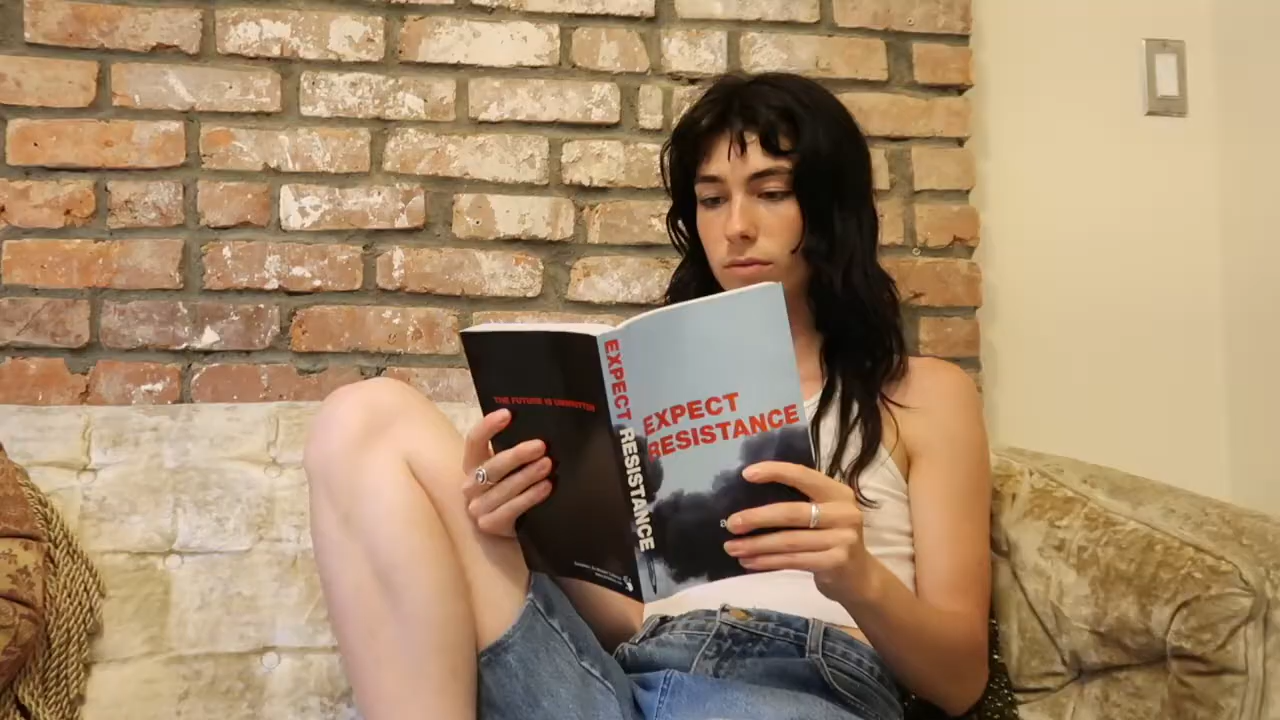 THE FUTURE IS UNWRITTEN
EXPECT RESISTANCE
EXPECT
RESISTANCE
a